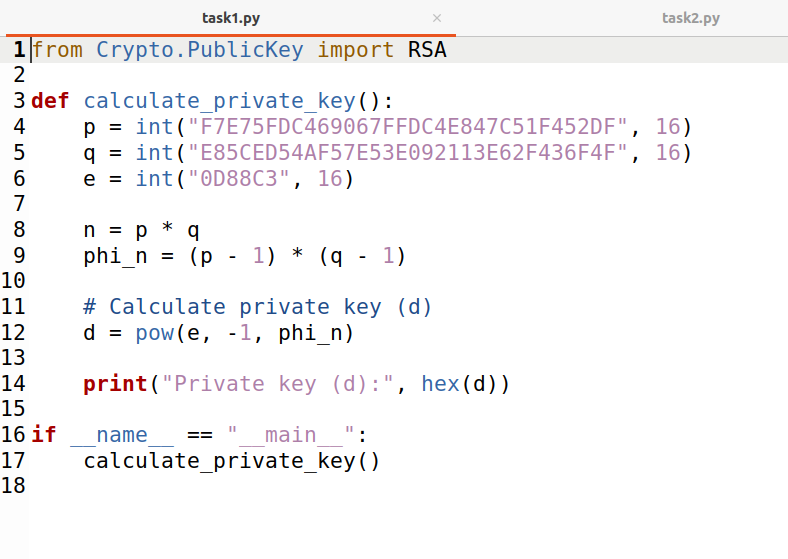 task1.py × task2.py
1 from Crypto.PublicKey import RSA
2
3 def calculate_private_key():
4     p = int("F7E75FDC469067FFDC4E847C51F452DF", 16)
5     q = int("E85CED54AF57E53E092113E62F436F4F", 16)
6     e = int("0D88C3", 16)
7
8     n = p * q
9     phi_n = (p - 1) * (q - 1)
10
11     # Calculate private key (d)
12     d = pow(e, -1, phi_n)
13
14     print("Private key (d):", hex(d))
15
16 if __name__ == "__main__":
17     calculate_private_key()
18